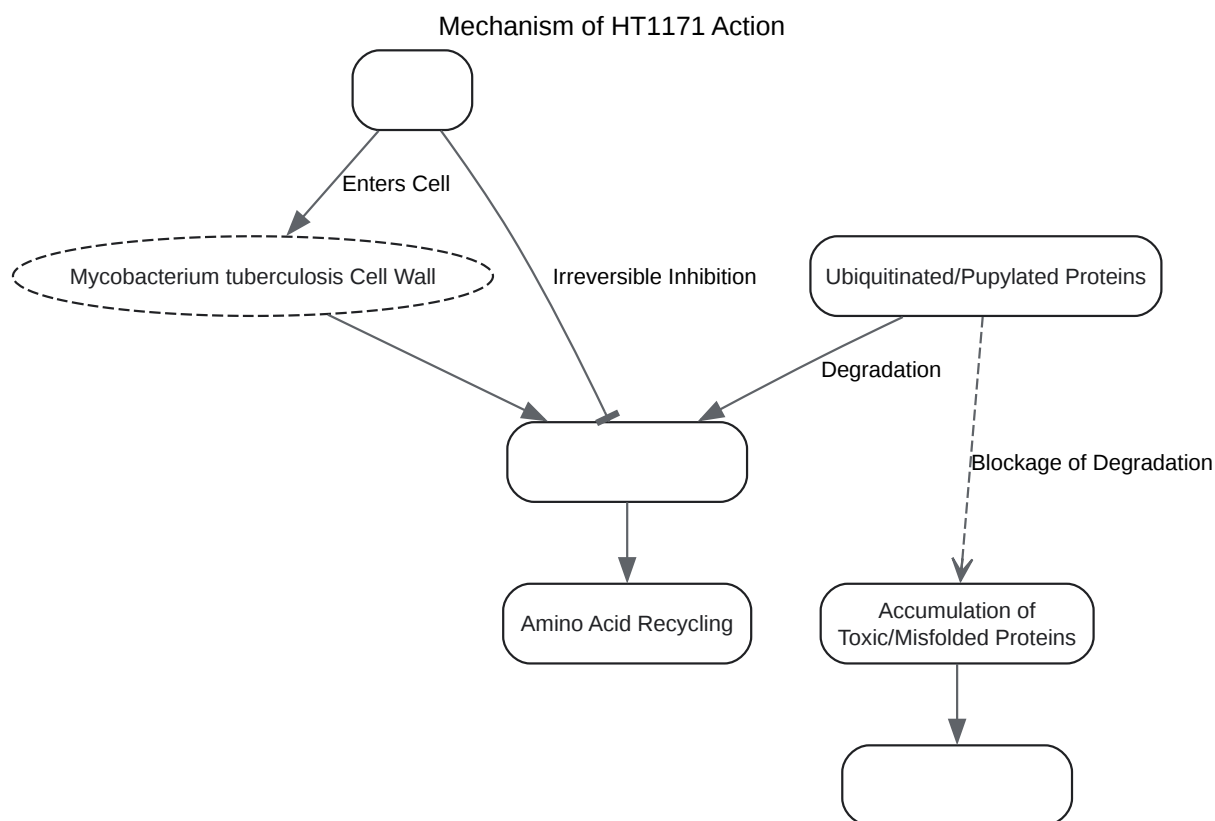 Mechanism of HT1171 Action
Enters Cell
Mycobacterium tuberculosis Cell Wall
Irreversible Inhibition
Ubiquitinated/Pupylated Proteins
Degradation
Blockage of Degradation
Amino Acid Recycling
Accumulation of
Toxic/Misfolded Proteins